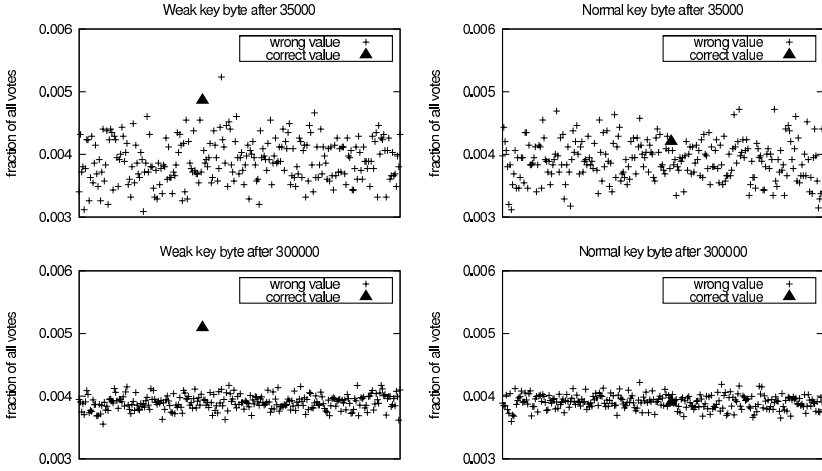 Weak key byte after 35000
0.006
0.005
0.004
0.003
fraction of all votes
wrong value
correct value
Normal key byte after 35000
0.006
0.005
0.004
0.003
fraction of all votes
wrong value
correct value
Weak key byte after 300000
0.006
0.005
0.004
0.003
fraction of all votes
wrong value
correct value
Normal key byte after 300000
0.006
0.005
0.004
0.003
fraction of all votes
wrong value
correct value